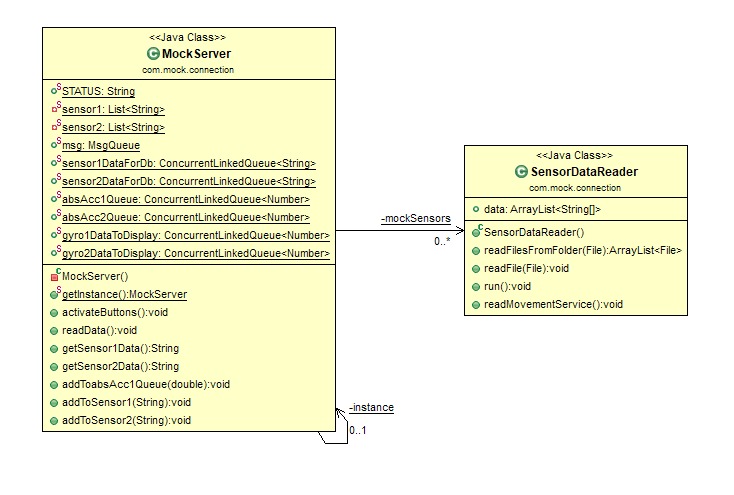 <<Java Class>>
MockServer
com.mock.connection
STATUS: String
sensor1: List<String>
sensor2: List<String>
msg: MsgQueue
sensor1DataForDb: ConcurrentLinkedQueue<String>
sensor2DataForDb: ConcurrentLinkedQueue<String>
absAcc1Queue: ConcurrentLinkedQueue<Number>
absAcc2Queue: ConcurrentLinkedQueue<Number>
gyro1DataToDisplay: ConcurrentLinkedQueue<Number>
gyro2DataToDisplay: ConcurrentLinkedQueue<Number>
MockServer()
getInstance():MockServer
activateButtons():void
readData():void
getSensor1Data():String
getSensor2Data():String
addToabsAcc1Queue(double):void
addToSensor1(String):void
addToSensor2(String):void
-mockSensors
0..*
-instance
0..1
<<Java Class>>
SensorDataReader
com.mock.connection
data: ArrayList<String[]>
SensorDataReader()
readFilesFromFolder(File):ArrayList<File>
readFile(File):void
run():void
readMovementService():void